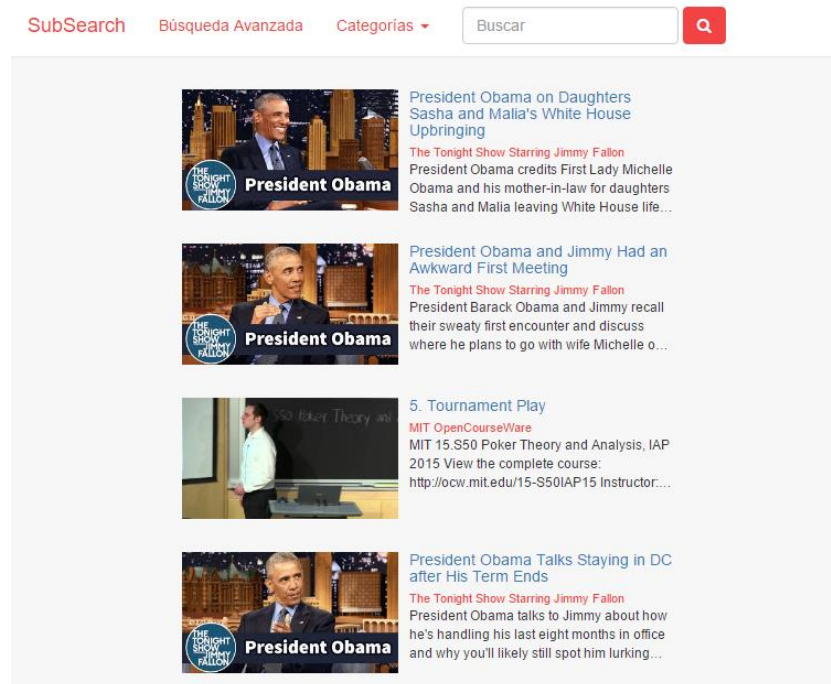 SubSearch Búsqueda Avanzada Categorías Buscar
President Obama on Daughters
Sasha and Malia's White House
Upbringing
The Tonight Show Starring Jimmy Fallon
President Obama credits First Lady Michelle
Obama and his mother-in-law for daughters
Sasha and Malia leaving White House life...
THE
TONIGHT
SHOW
JIMMY
FALLON
President Obama
President Obama and Jimmy Had an
Awkward First Meeting
The Tonight Show Starring Jimmy Fallon
President Barack Obama and Jimmy recall
their sweaty first encounter and discuss
where he plans to go with wife Michelle o...
THE
TONIGHT
SHOW
JIMMY
FALLON
President Obama
5. Tournament Play
MIT OpenCourseWare
MIT 15.S50 Poker Theory and Analysis, IAP
2015 View the complete course:
http://ocw.mit.edu/15-S50IAP15 Instructor:...
S50 Poker Theory and
President Obama Talks Staying in DC
after His Term Ends
The Tonight Show Starring Jimmy Fallon
President Obama talks to Jimmy about how
he's handling his last eight months in office
and why you'll likely still spot him lurking...
THE
TONIGHT
SHOW
JIMMY
FALLON
President Obama